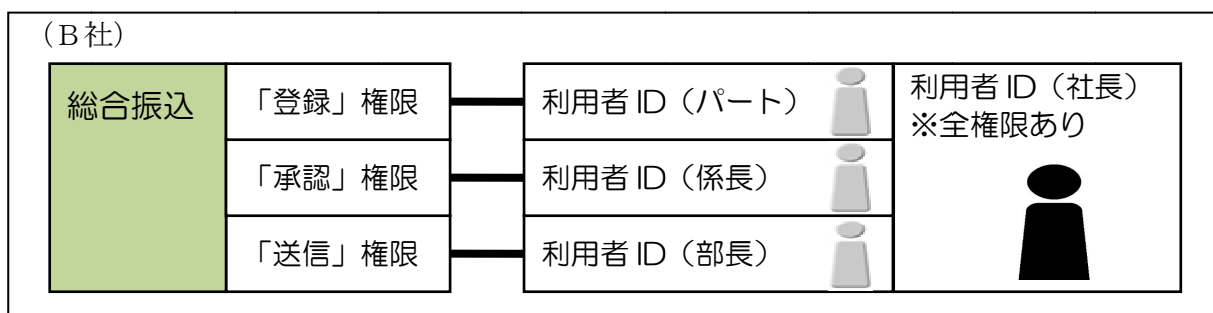 （B社）
総合振込
「登録」権限
利用者 ID（パート）
利用者 ID（社長）
※全権限あり
「承認」権限
利用者 ID（係長）
「送信」権限
利用者 ID（部長）